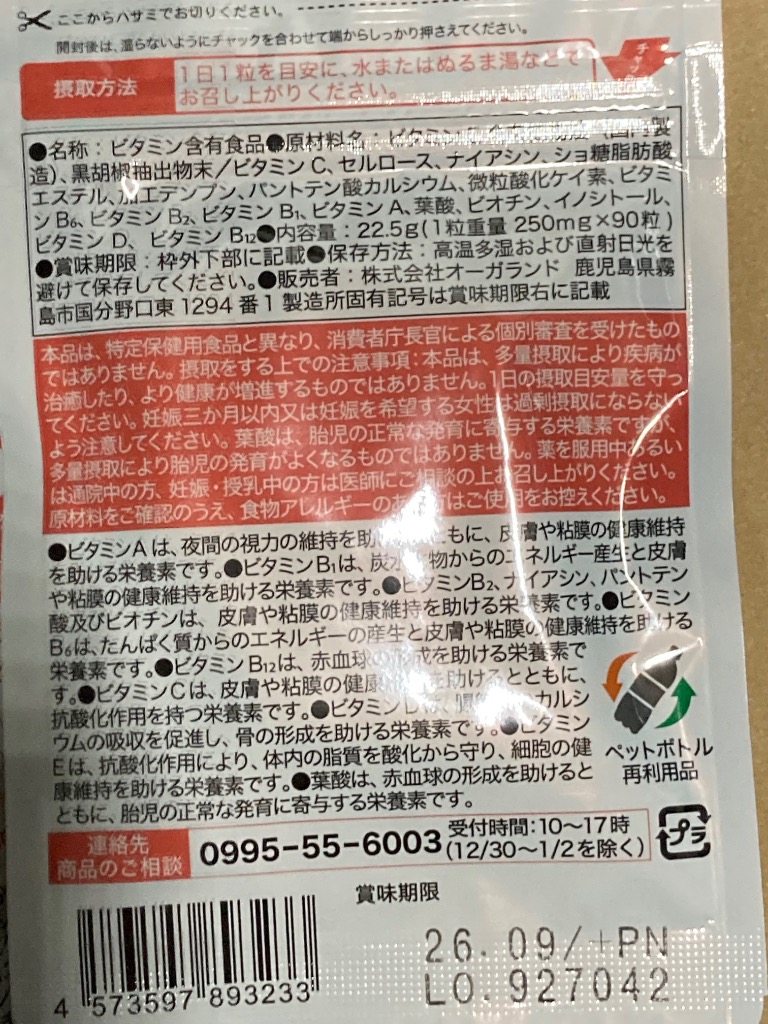 ここからハサミでお切りください。
開封後は、湿らないようにチャックを合わせて端からしっかり押さえてください。
摂取方法
1日1粒を目安に、水またはぬるま湯などで
お召し上がりください。
●名称：ビタミン含有食品●原材料名：ビタミン
造)、黒胡椒抽出物末／ビタミンC、セルロース、ナイアシン、ショ糖脂肪酸
エステル、加工デンプン、パントテン酸カルシウム、微粒酸化ケイ素、ビタミ
ンB6、ビタミンB2、ビタミンB1、ビタミンA、葉酸、ビオチン、イノシトール、
ビタミンD、ビタミンB12●内容量：22.5g(1粒重量 250mg×90粒)
●賞味期限：枠外下部に記載●保存方法：高温多湿および直射日光を
避けて保存してください。●販売者：株式会社オーガランド 鹿児島県霧
島市国分野口東1294番1 製造所固有記号は賞味期限右に記載
本品は、特定保健用食品と異なり、消費者庁長官による個別審査を受けたもの
ではありません。摂取をする上での注意事項：本品は、多量摂取により疾病が
治癒したり、より健康が増進するものではありません。1日の摂取目安量を守っ
てください。妊娠三か月以内又は妊娠を希望する女性は過剰摂取にならない
よう注意してください。葉酸は、胎児の正常な発育に寄与する栄養素ですが、
多量摂取により胎児の発育がよくなるものではありません。薬を服用中あるい
は通院中の方、妊娠・授乳中の方は医師にご相談の上お召し上がりください。
原材料をご確認のうえ、食物アレルギーのある方はご使用をお控えください。
●ビタミンAは、夜間の視力の維持を助けるとともに、皮膚や粘膜の健康維持
を助ける栄養素です。●ビタミンB1は、炭水化物からのエネルギー産生と皮膚
や粘膜の健康維持を助ける栄養素です。●ビタミンB2、ナイアシン、パントテン
酸及びビオチンは、皮膚や粘膜の健康維持を助ける栄養素です。●ビタミン
B6は、たんぱく質からのエネルギーの産生と皮膚や粘膜の健康維持を助ける
栄養素です。●ビタミンB12は、赤血球の形成を助ける栄養素で
す。●ビタミンCは、皮膚や粘膜の健康維持を助けるとともに、
抗酸化作用を持つ栄養素です。●ビタミンDは、カルシ
ウムの吸収を促進し、骨の形成を助ける栄養素です。●ビタミン
Eは、抗酸化作用により、体内の脂質を酸化から守り、細胞の健
康維持を助ける栄養素です。●葉酸は、赤血球の形成を助けると
ともに、胎児の正常な発育に寄与する栄養素です。
ペットボトル
再利用品
連絡先
商品のご相談
0995-55-6003
受付時間：10～17時
(12/30～1/2を除く)
プラ
賞味期限
26.09/+PN
LO.927042
4 573597 893233